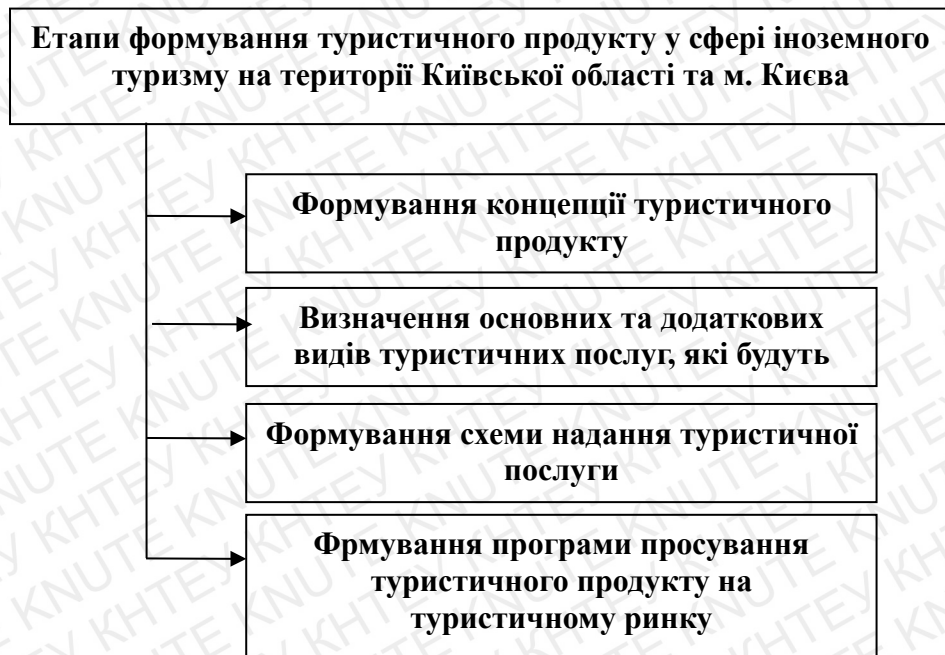 Етапи формування туристичного продукту у сфері іноземного
туризму на території Київської області та м. Києва
Формування концепції туристичного
продукту
Визначення основних та додаткових
видів туристичних послуг, які будуть
Формування схеми надання туристичної
послуги
Фрмування програми просування
туристичного продукту на
туристичному ринку